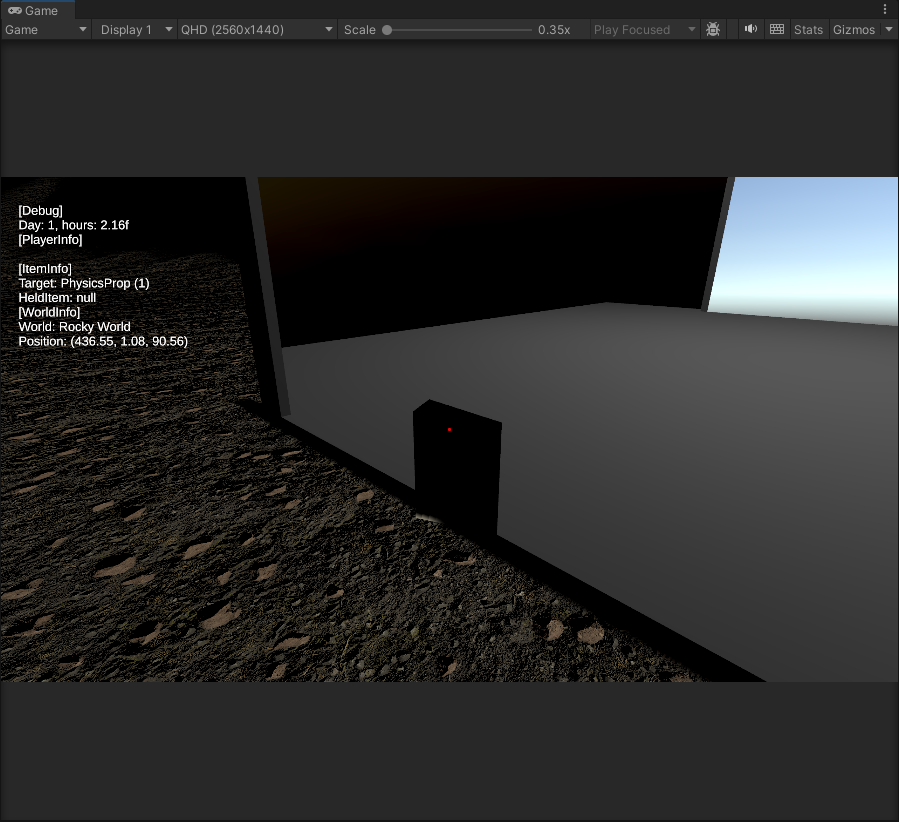 Game
Game Display 1 QHD (2560x1440) Scale 0.35x Play Focused Stats Gizmos
[Debug]
Day: 1, hours: 2.16f
[PlayerInfo]
[ItemInfo]
Target: PhysicsProp (1)
HeldItem: null
[WorldInfo]
World: Rocky World
Position: (436.55, 1.08, 90.56)